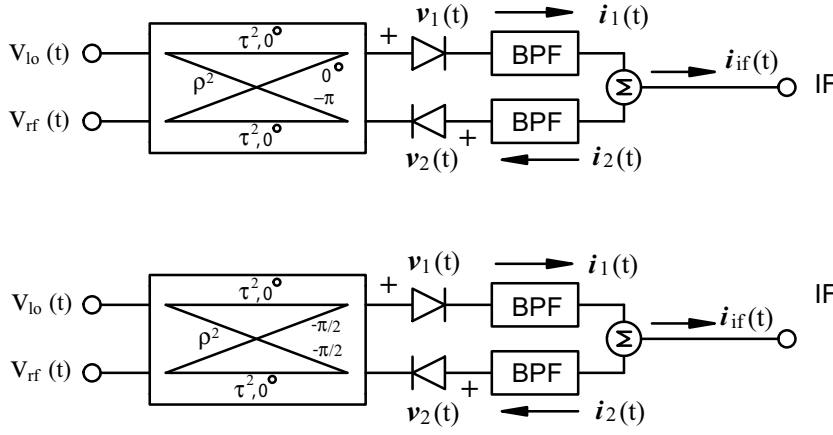 τ²,0°
V_lo (t)
+
v₁(t)
BPF
i₁(t)
ρ²
0°
−π
Σ
i_if(t)
IF
V_rf (t)
τ²,0°
v₂(t)
+
BPF
i₂(t)
τ²,0°
V_lo (t)
+
v₁(t)
BPF
i₁(t)
ρ²
-π/2
-π/2
Σ
i_if(t)
IF
V_rf (t)
τ²,0°
v₂(t)
+
BPF
i₂(t)